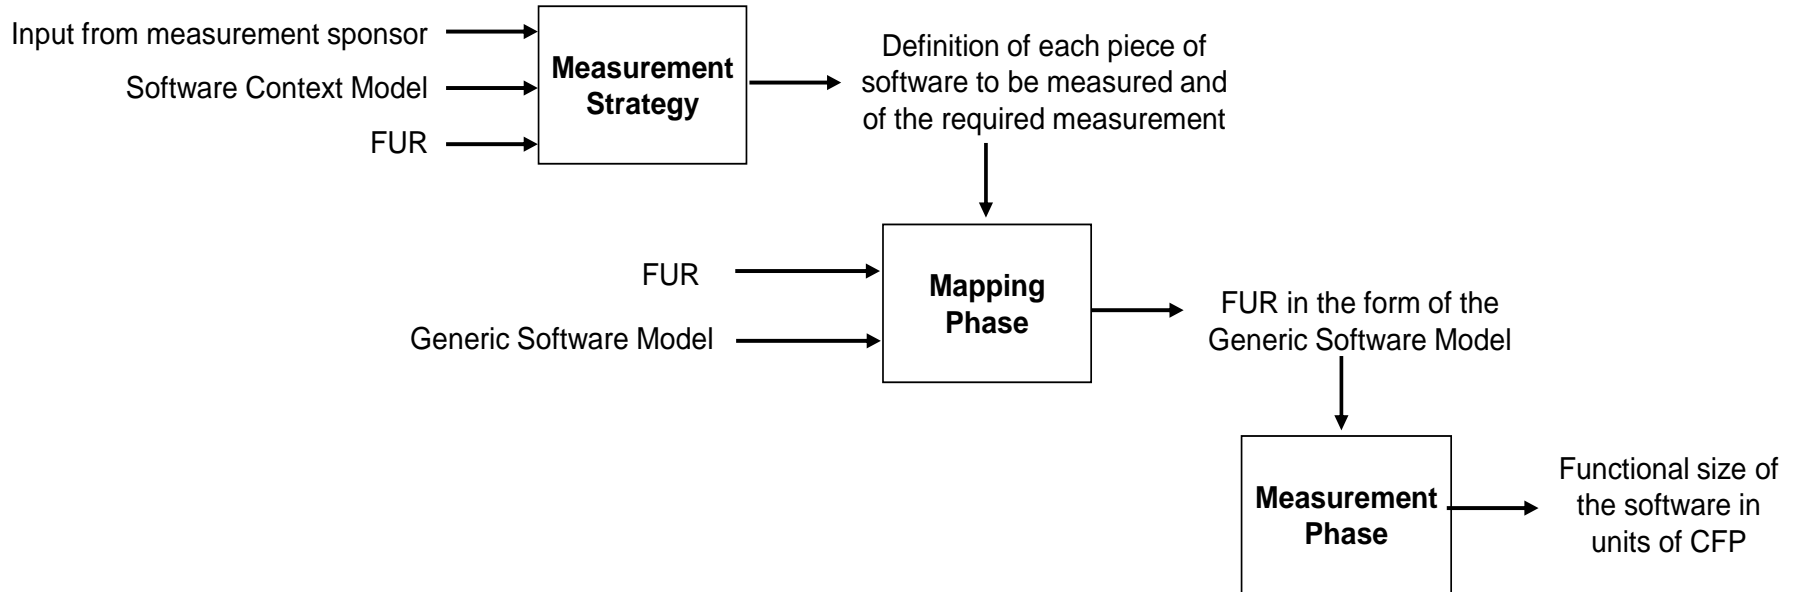 Input from measurement sponsor
Software Context Model
FUR
Measurement
Strategy
Definition of each piece of
software to be measured and
of the required measurement
FUR
Generic Software Model
Mapping
Phase
FUR in the form of the
Generic Software Model
Measurement
Phase
Functional size of
the software in
units of CFP